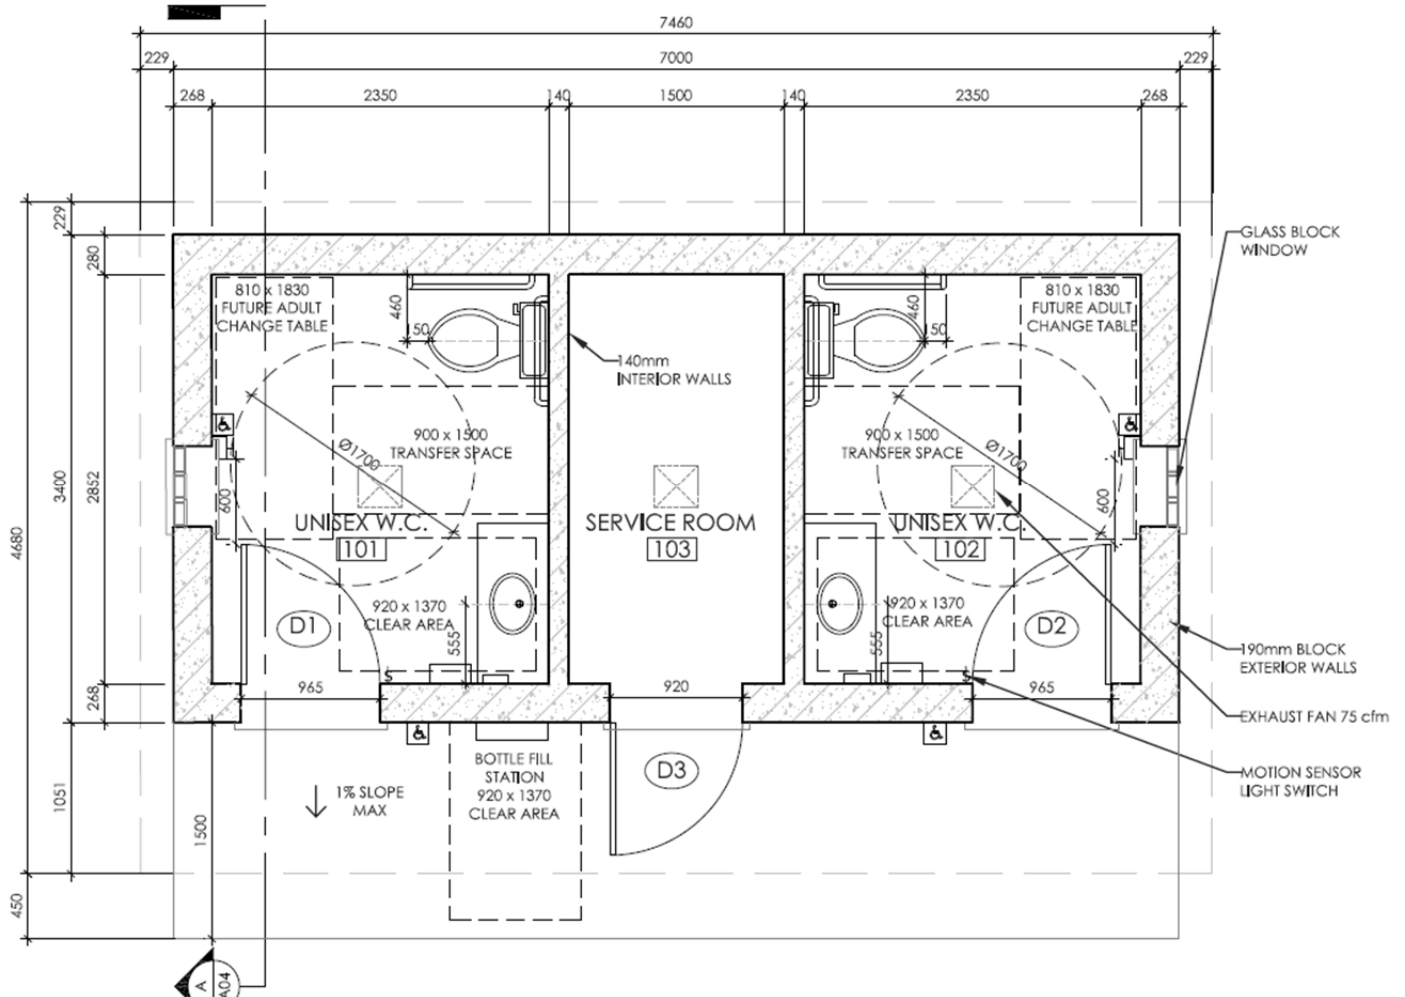 7460
229
7000
229
268
2350
140
1500
140
2350
268
229
280
3400
2852
4680
268
1051
1500
450
810 x 1830
FUTURE ADULT
CHANGE TABLE
460
150
140mm
INTERIOR WALLS
460
150
810 x 1830
FUTURE ADULT
CHANGE TABLE
GLASS BLOCK
WINDOW
900 x 1500
TRANSFER SPACE
Ø1700
600
UNISEX W.C.
101
SERVICE ROOM
103
900 x 1500
TRANSFER SPACE
Ø1700
600
UNISEX W.C.
102
920 x 1370
CLEAR AREA
555
D1
920 x 1370
CLEAR AREA
555
D2
190mm BLOCK
EXTERIOR WALLS
965
$
920
$
965
EXHAUST FAN 75 cfm
MOTION SENSOR
LIGHT SWITCH
BOTTLE FILL
STATION
920 x 1370
CLEAR AREA
D3
1% SLOPE
MAX
A
A04